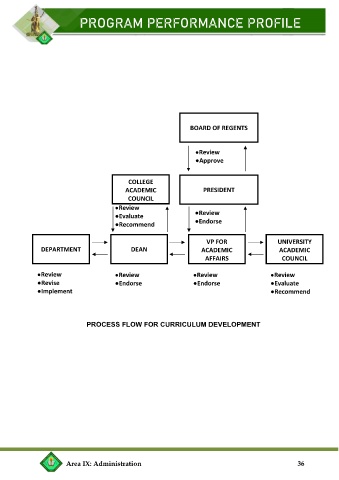 PROGRAM PERFORMANCE PROFILE
BOARD OF REGENTS
●Review
●Approve
COLLEGE
ACADEMIC
COUNCIL
PRESIDENT
●Review
●Evaluate
●Recommend
●Review
●Endorse
DEPARTMENT
DEAN
VP FOR
ACADEMIC
AFFAIRS
UNIVERSITY
ACADEMIC
COUNCIL
●Review
●Revise
●Implement
●Review
●Endorse
●Review
●Endorse
●Review
●Evaluate
●Recommend
PROCESS FLOW FOR CURRICULUM DEVELOPMENT
Area IX: Administration 36